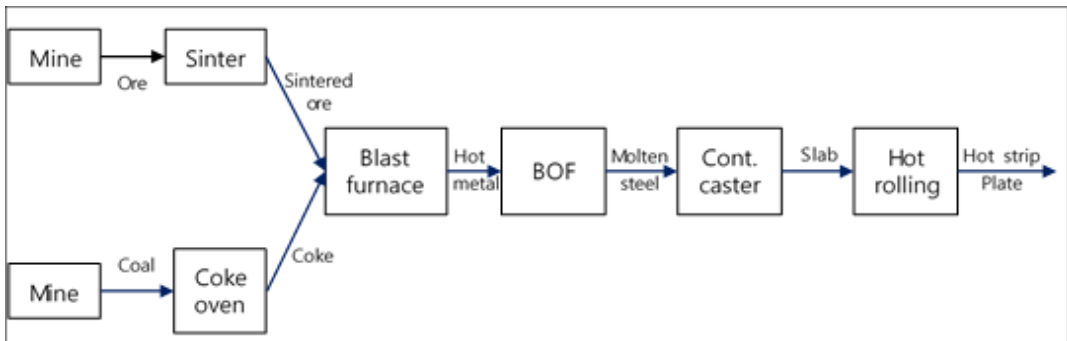 Mine
Ore
Sinter
Sintered
ore
Mine
Coal
Coke
oven
Coke
Blast
furnace
Hot
metal
BOF
Molten
steel
Cont.
caster
Slab
Hot
rolling
Hot strip
Plate